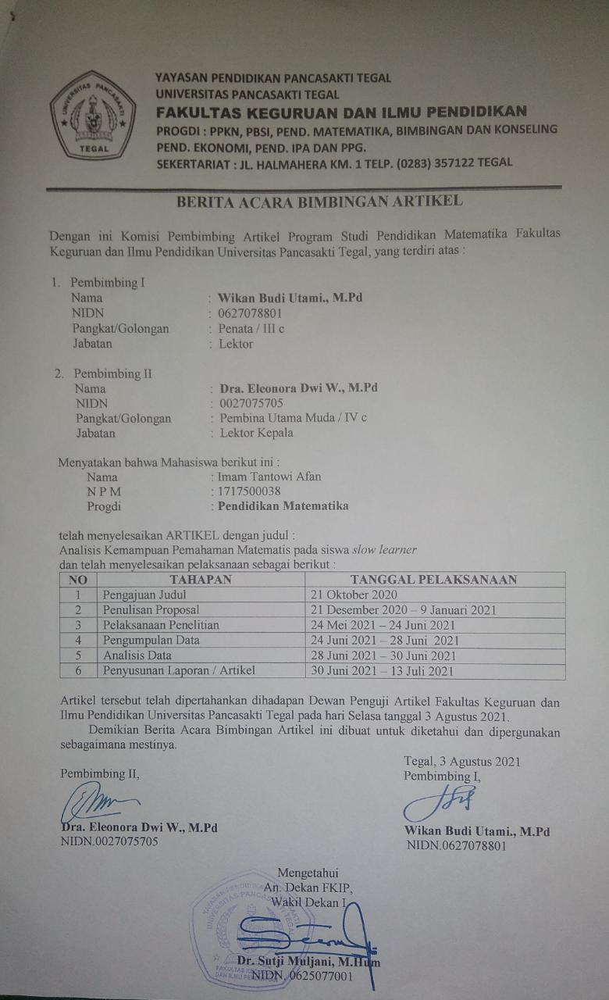 UNIVERSITAS PANCASAKTI
TEGAL
YAYASAN PENDIDIKAN PANCASAKTI TEGAL
UNIVERSITAS PANCASAKTI TEGAL
FAKULTAS KEGURUAN DAN ILMU PENDIDIKAN
PROGDI : PPKN, PBSI, PEND. MATEMATIKA, BIMBINGAN DAN KONSELING
PEND. EKONOMI, PEND. IPA DAN PPG.
SEKERTARIAT : JL. HALMAHERA KM. 1 TELP. (0283) 357122 TEGAL
BERITA ACARA BIMBINGAN ARTIKEL
Dengan ini Komisi Pembimbing Artikel Program Studi Pendidikan Matematika Fakultas
Keguruan dan Ilmu Pendidikan Universitas Pancasakti Tegal, yang terdiri atas :
1. Pembimbing I
Nama : Wikan Budi Utami., M.Pd
NIDN : 0627078801
Pangkat/Golongan : Penata / III c
Jabatan : Lektor
2. Pembimbing II
Nama : Dra. Eleonora Dwi W., M.Pd
NIDN : 0027075705
Pangkat/Golongan : Pembina Utama Muda / IV c
Jabatan : Lektor Kepala
Menyatakan bahwa Mahasiswa berikut ini :
Nama : Imam Tantowi Afan
N P M : 1717500038
Progdi : Pendidikan Matematika
telah menyelesaikan ARTIKEL dengan judul :
Analisis Kemampuan Pemahaman Matematis pada siswa slow learner
dan telah menyelesaikan pelaksanaan sebagai berikut :
NO TAHAPAN TANGGAL PELAKSANAAN
1 Pengajuan Judul 21 Oktober 2020
2 Penulisan Proposal 21 Desember 2020 – 9 Januari 2021
3 Pelaksanaan Penelitian 24 Mei 2021 – 24 Juni 2021
4 Pengumpulan Data 24 Juni 2021 – 28 Juni 2021
5 Analisis Data 28 Juni 2021 – 30 Juni 2021
6 Penyusunan Laporan / Artikel 30 Juni 2021 – 13 Juli 2021
Artikel tersebut telah dipertahankan dihadapan Dewan Penguji Artikel Fakultas Keguruan dan
Ilmu Pendidikan Universitas Pancasakti Tegal pada hari Selasa tanggal 3 Agustus 2021.
Demikian Berita Acara Bimbingan Artikel ini dibuat untuk diketahui dan dipergunakan
sebagaimana mestinya.
Tegal, 3 Agustus 2021
Pembimbing II,
Pembimbing I,
Dra. Eleonora Dwi W., M.Pd
NIDN.0027075705
Wikan Budi Utami., M.Pd
NIDN.0627078801
Mengetahui
An. Dekan FKIP,
Wakil Dekan I
Dr. Sutji Muljani, M.Hum
NIDN. 0625077001
YAYASAN PENDIDIKAN PANCASAKTI TEGAL
UNIVERSITAS PANCASAKTI TEGAL